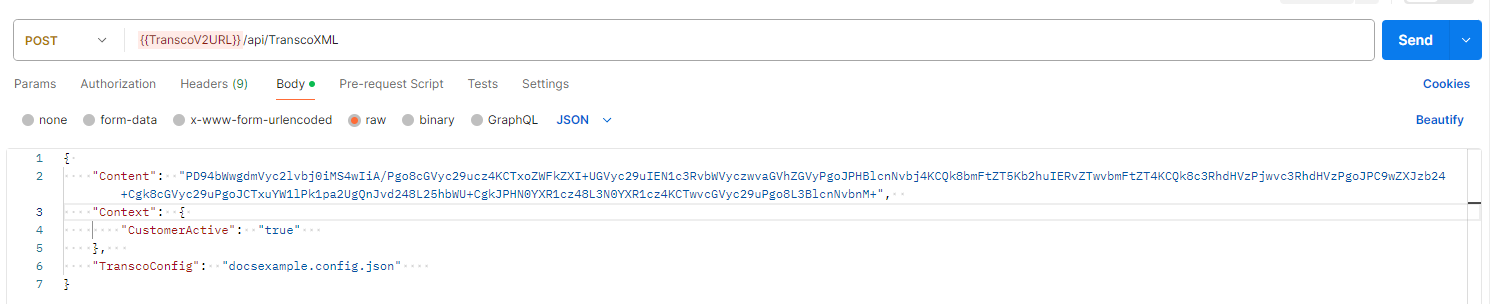 POST {{TranscoV2URL}}/api/TranscoXML Send
Params Authorization Headers (9) Body Pre-request Script Tests Settings Cookies
none form-data x-www-form-urlencoded raw binary GraphQL JSON Beautify
1 {
2 "Content": "PD94bWwgdmVyc2lvbj0iMS4wIiA/Pgo8cGVyc29ucz4KCTxoZWFkZXI+UGVyc29uIEN1c3RvbWVyczwvaGVhZGVyPgoJPHBlcnNvbj4KCQk8bmFtZT5Kb2huIERvZTwvbmFtZT4KCQk8c3RhdHVzPjwvc3RhdHVzPgoJPC9wZXJzb24
+Cgk8cGVyc29uPgoJCTxuYW1lPk1pa2UgQnJvd248L25hbWU+CgkJPHN0YXR1cz48L3N0YXR1cz4KCTwvcGVyc29uPgo8L3BlcnNvbnM+",
3 "Context": {
4 "CustomerActive": "true"
5 },
6 "TranscoConfig": "docsexample.config.json"
7 }